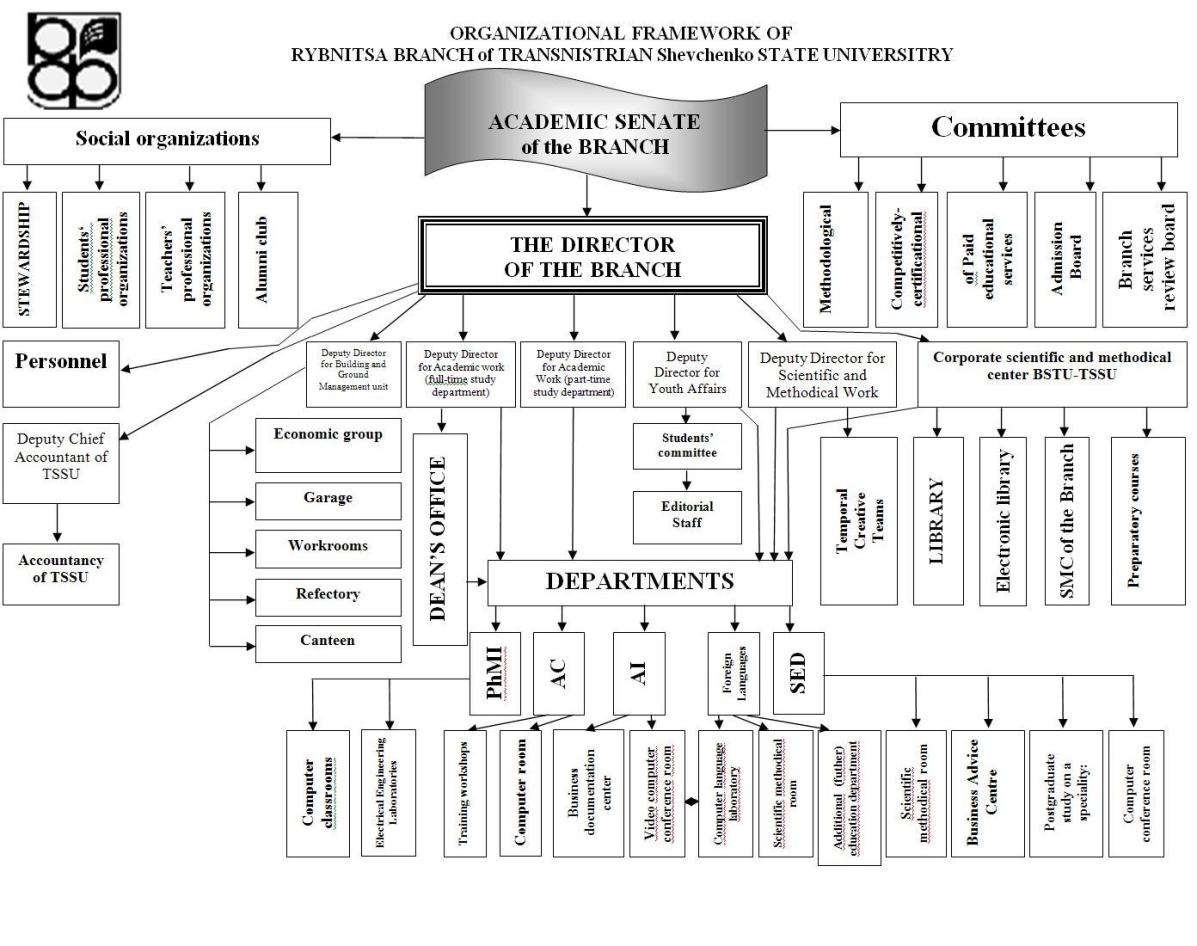 ORGANIZATIONAL FRAMEWORK OF
RYBNITSA BRANCH of TRANSNISTRIAN Shevchenko STATE UNIVERSITRY
ACADEMIC SENATE
of the BRANCH
Social organizations
Committees
STEWARDSHIP
Students‘
professional
organizations
Teachers’
professional
organizations
Alumni club
THE DIRECTOR
OF THE BRANCH
Methodological
Competitively-
certificational
of Paid
educational
services
Admission
Board
Branch
services
review board
Personnel
Deputy Director
for Building and
Ground
Management unit
Deputy Director
for Academic work
(full-time study
department)
Deputy Director
for Academic
Work (part-time
study department)
Deputy
Director for
Youth Affairs
Deputy Director for
Scientific and
Methodical Work
Corporate scientific and methodical
center BSTU-TSSU
Deputy Chief
Accountant of
TSSU
Accountancy
of TSSU
Economic group
Garage
Workrooms
Refectory
Canteen
DEAN’S OFFICE
Students’
committee
Editorial
Staff
Temporal
Creative
Teams
LIBRARY
Electronic library
SMC of the Branch
Preparatory courses
DEPARTMENTS
PhMI
AC
AI
Foreign
Languages
SED
Computer
classrooms
Electrical Engineering
Laboratories
Training workshops
Computer room
Business
documentation
center
Video computer
conference room
Computer language
laboratory
Scientific methodical
room
Additional (futher)
education department
Scientific
methodical room
Business Advice
Centre
Postgraduate
study on a
speciality:
Computer
conference room